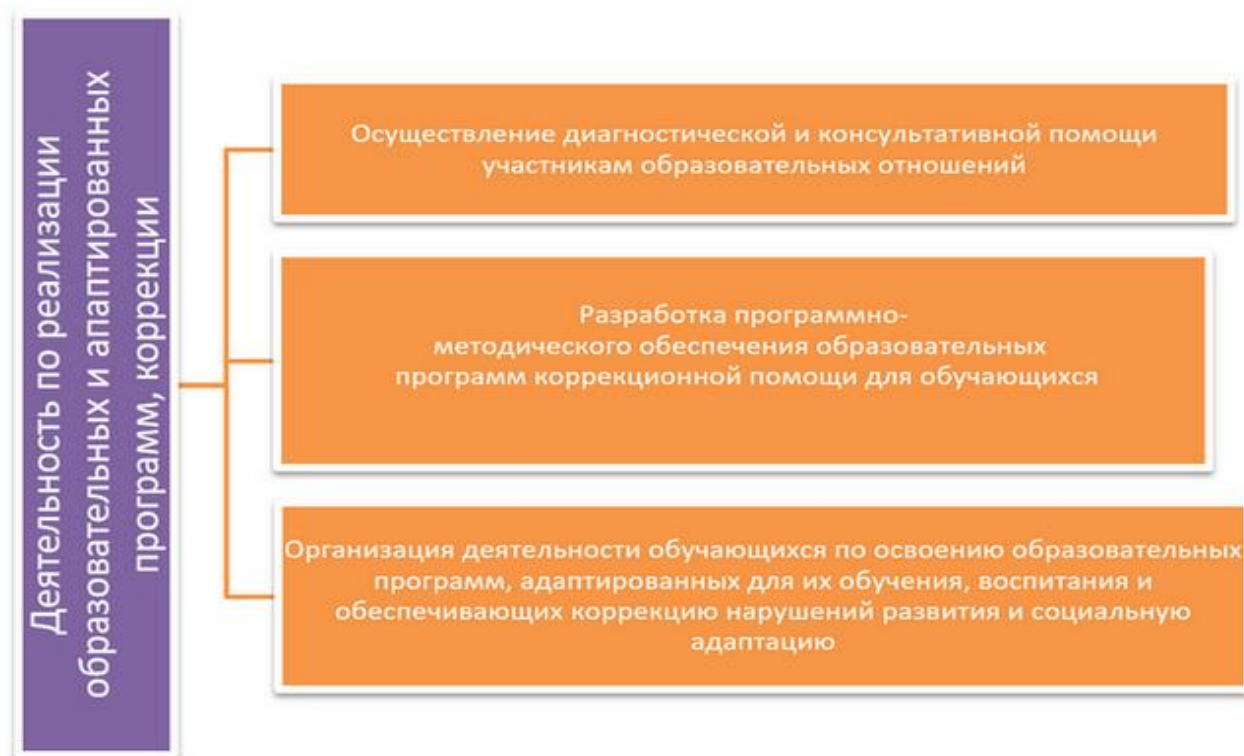 Деятельность по реализации
образовательных и апаптированных
программ, коррекции
Осуществление диагностической и консультативной помощи
участникам образовательных отношений
Разработка программно-
методического обеспечения образовательных
программ коррекционной помощи для обучающихся
Организация деятельности обучающихся по освоению образовательных
программ, адаптированных для их обучения, воспитания и
обеспечивающих коррекцию нарушений развития и социальную
адаптацию